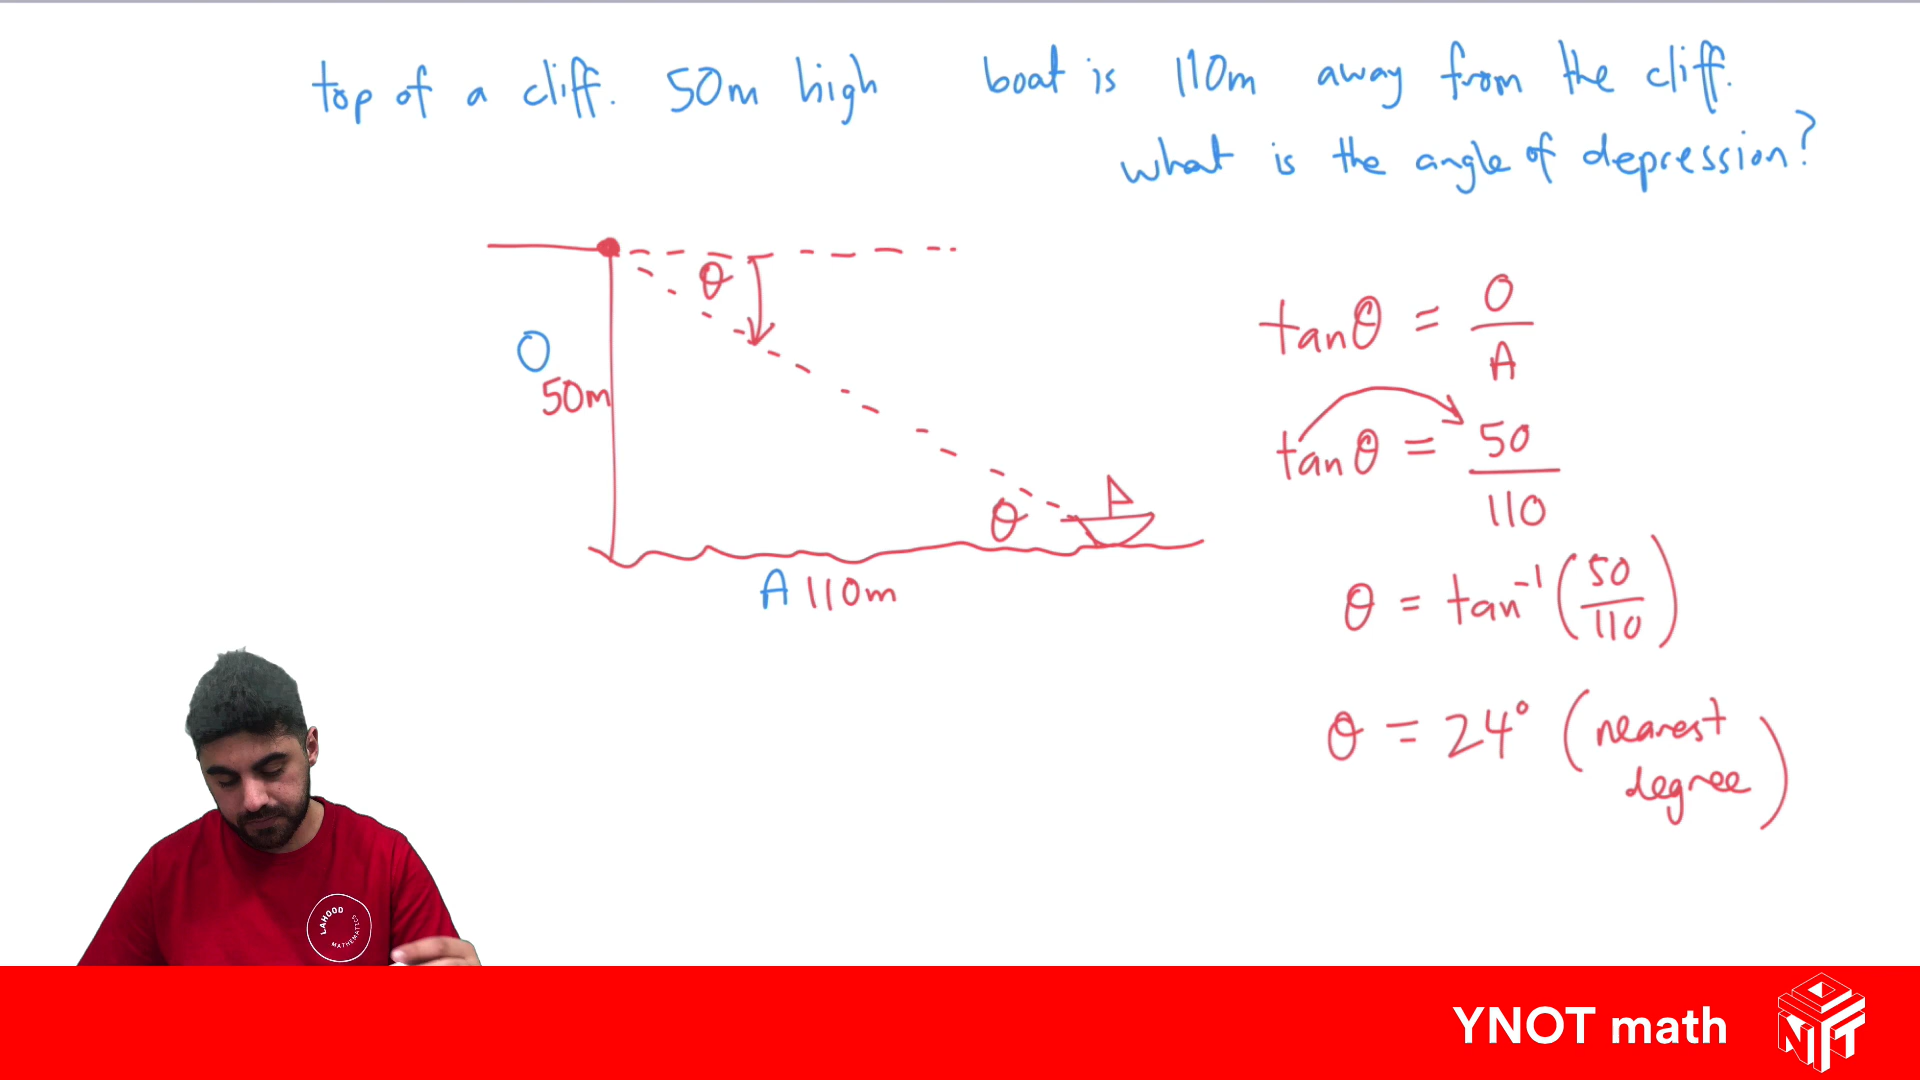 top of a cliff. 50m high boat is 110m away from the cliff.
what is the angle of depression?
θ
O
50m
θ
A 110m
tanθ = O/A
tanθ = 50/110
θ = tan⁻¹(50/110)
θ = 24° (nearest
degree)
LAHOOD
MATHEMATICS
YNOT math
YNOT